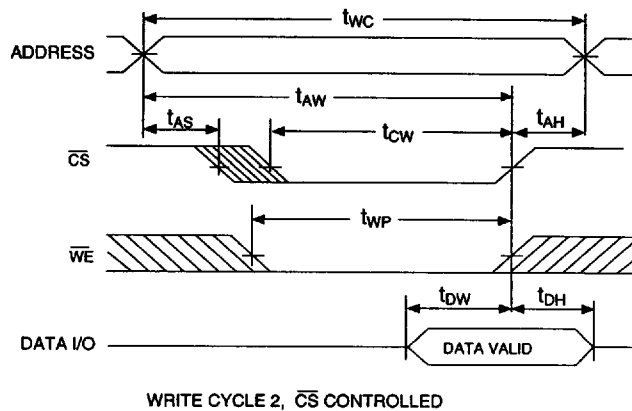 tWC
ADDRESS
tAW
tAS
tCW
tAH
CS
tWP
WE
tDW
tDH
DATA I/O
DATA VALID
WRITE CYCLE 2, CS CONTROLLED